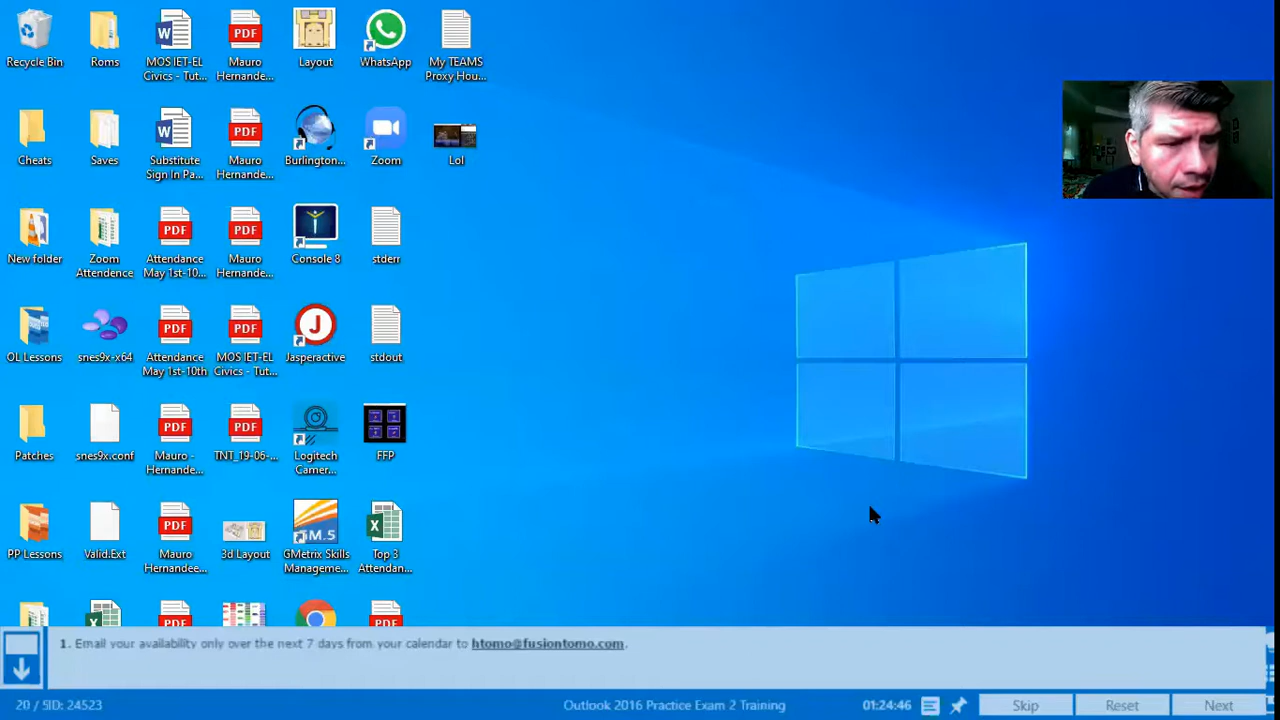 Recycle Bin
Roms
MOS IET-EL
Civics - Tut...
PDF
Mauro
Hernande...
Layout
WhatsApp
My TEAMS
Proxy Hou...
Cheats
Saves
Substitute
Sign In Pa...
PDF
Mauro
Hernande...
Burlington...
Zoom
Lol
New folder
Zoom
Attendence
PDF
Attendance
May 1st-10...
PDF
Mauro
Hernande...
Console 8
stderr
OL Lessons
snes9x-x64
PDF
Attendance
May 1st-10th
PDF
MOS IET-EL
Civics - Tut...
J
Jasperactive
stdout
Patches
snes9x.conf
PDF
Mauro -
Hernande...
PDF
TNT_19-06-...
Logitech
Camer...
FFP
PP Lessons
Valid.Ext
PDF
Mauro
Hernandee...
3d Layout
GM.5
GMetrix Skills
Manageme...
Top 3
Attendan...
PDF
PDF
1. Email your availability only over the next 7 days from your calendar to htomo@fusiontomo.com.
20 / SID: 24523
Outlook 2016 Practice Exam 2 Training
01:24:46
Skip
Reset
Next